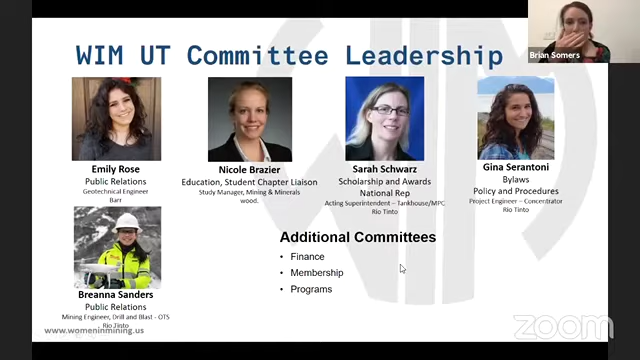 WIM UT Committee Leadership
Brian Somers
Emily Rose
Public Relations
Geotechnical Engineer
Barr
Nicole Brazier
Education, Student Chapter Liaison
Study Manager, Mining & Minerals
wood.
Sarah Schwarz
Scholarship and Awards
National Rep
Acting Superintendent – Tankhouse/MPC
Rio Tinto
Gina Serantoni
Bylaws
Policy and Procedures
Project Engineer – Concentrator
Rio Tinto
Breanna Sanders
Public Relations
Mining Engineer, Drill and Blast - OTS
Rio Tinto
Additional Committees
• Finance
• Membership
• Programs
www.womeninmining.us
zoom